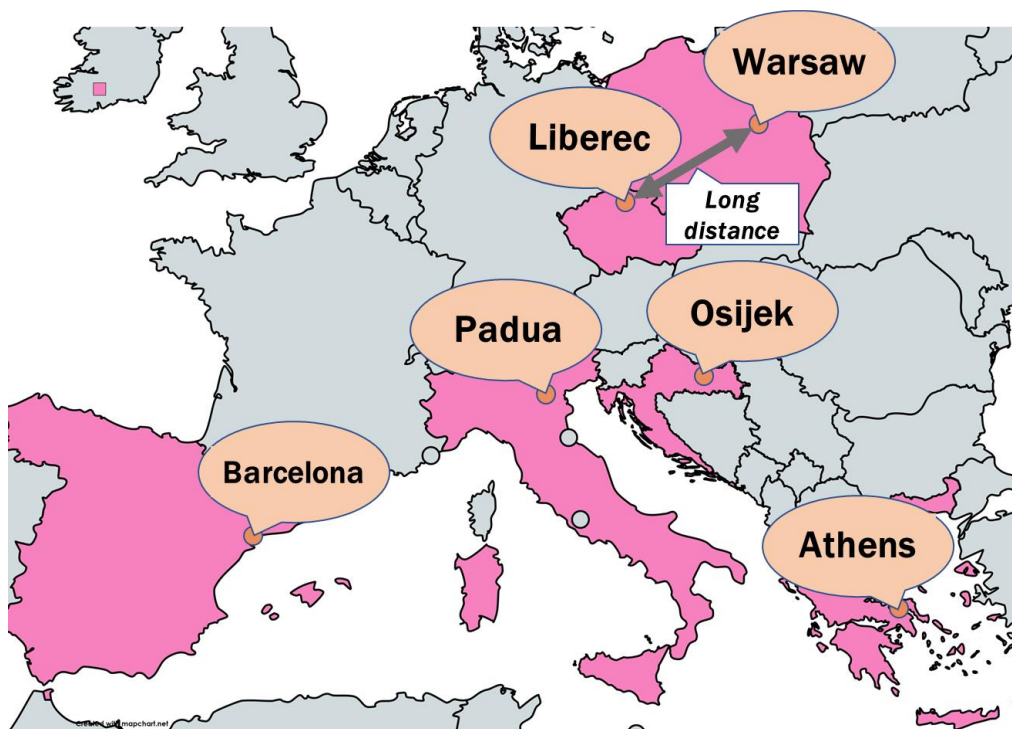 Warsaw
Liberec
Long
distance
Osijek
Padua
Barcelona
Athens
Created with mapchart.net